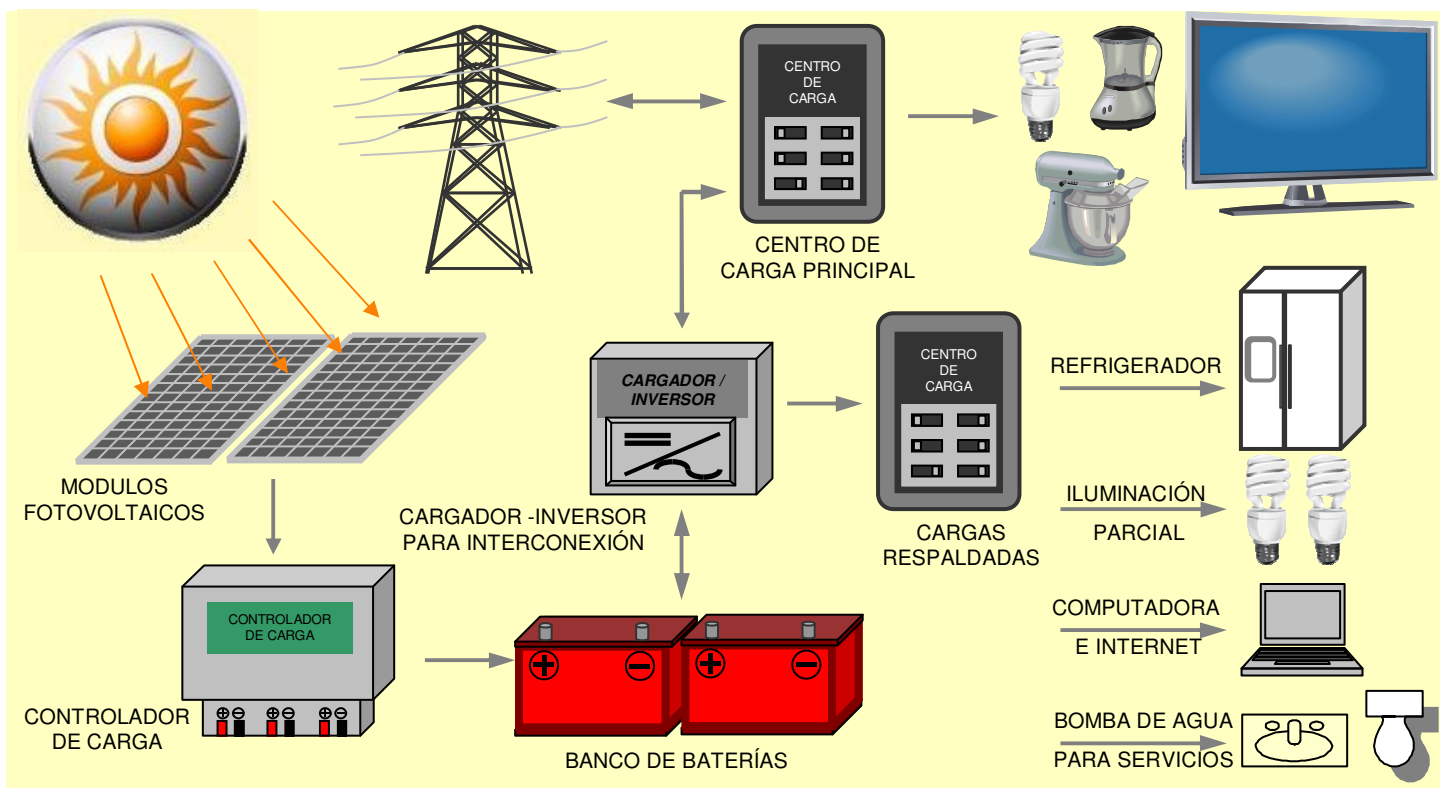 CENTRO
DE
CARGA
CENTRO DE
CARGA PRINCIPAL
CARGADOR /
INVERSOR
CENTRO
DE
CARGA
REFRIGERADOR
MODULOS
FOTOVOLTAICOS
CARGADOR -INVERSOR
PARA INTERCONEXIÓN
CARGAS
RESPALDADAS
ILUMINACIÓN
PARCIAL
CONTROLADOR
DE CARGA
COMPUTADORA
E INTERNET
CONTROLADOR
DE CARGA
BANCO DE BATERÍAS
BOMBA DE AGUA
PARA SERVICIOS